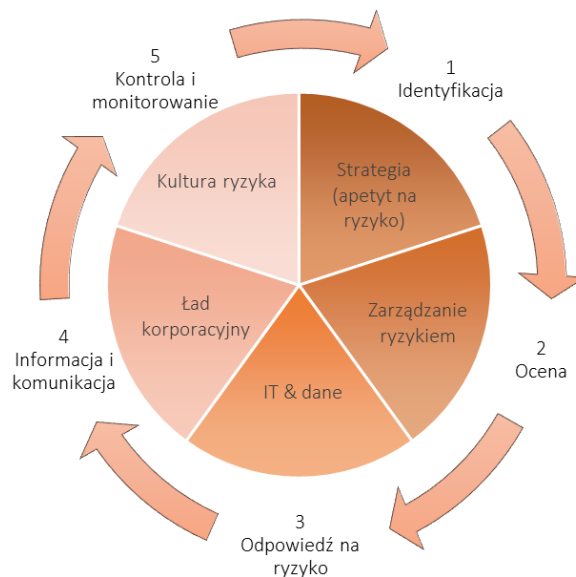 1
Identyfikacja
2
Ocena
3
Odpowiedź na
ryzyko
4
Informacja i
komunikacja
5
Kontrola i
monitorowanie
Strategia
(apetyt na
ryzyko)
Zarządzanie
ryzykiem
IT & dane
Ład
korporacyjny
Kultura ryzyka